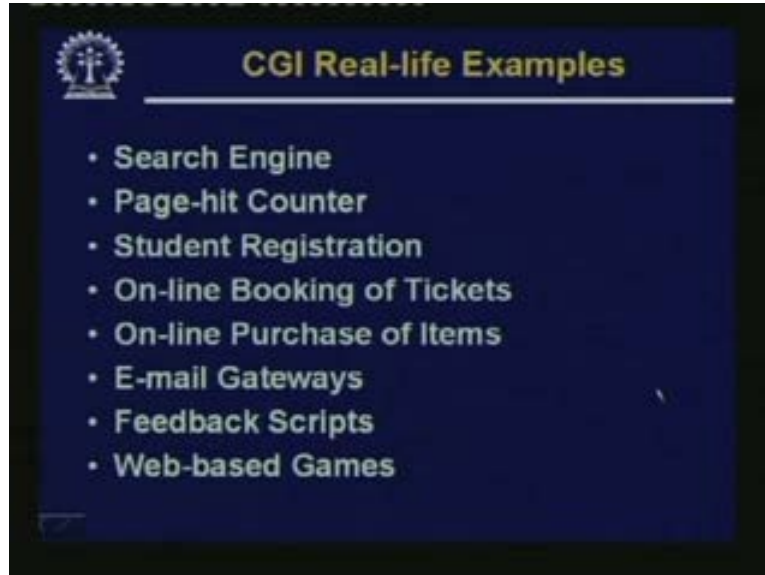 CGI Real-life Examples
• Search Engine
• Page-hit Counter
• Student Registration
• On-line Booking of Tickets
• On-line Purchase of Items
• E-mail Gateways
• Feedback Scripts
• Web-based Games